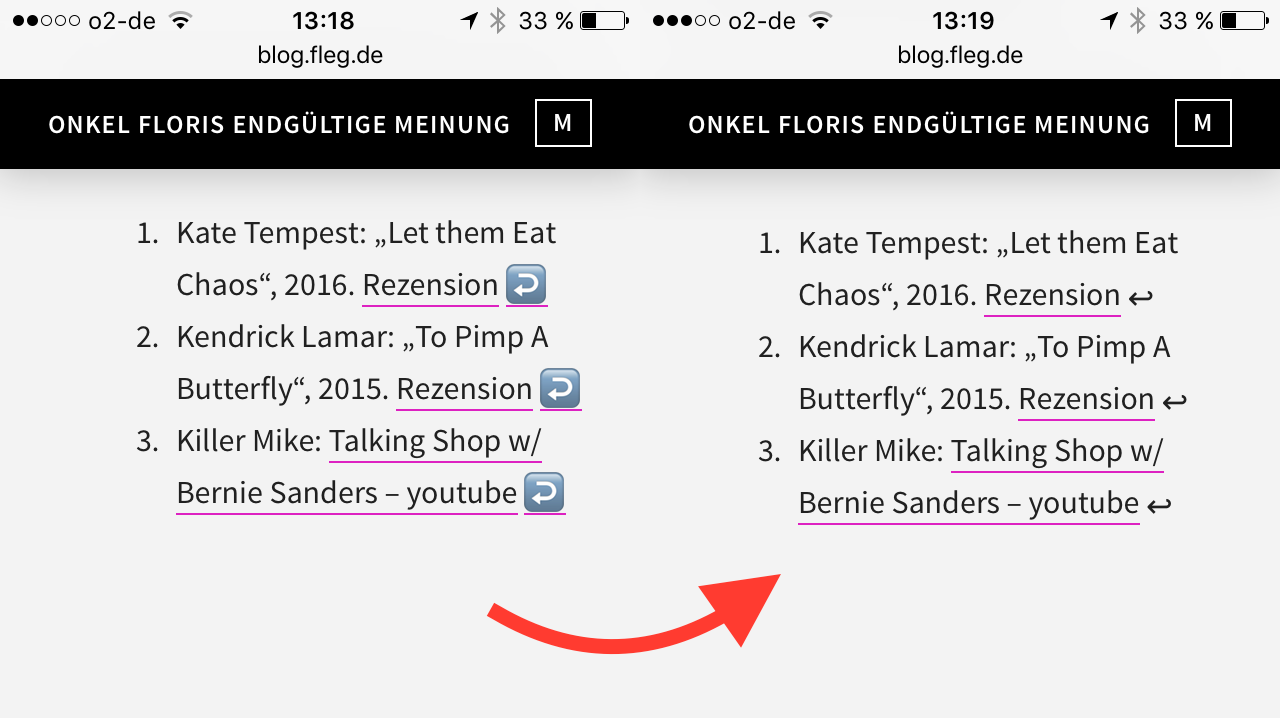 o2-de 13:18 33 %
blog.fleg.de
ONKEL FLORIS ENDGÜLTIGE MEINUNG M
1. Kate Tempest: „Let them Eat
Chaos“, 2016. Rezension ↩️
2. Kendrick Lamar: „To Pimp A
Butterfly“, 2015. Rezension ↩️
3. Killer Mike: Talking Shop w/
Bernie Sanders – youtube ↩️
o2-de 13:19 33 %
blog.fleg.de
ONKEL FLORIS ENDGÜLTIGE MEINUNG M
1. Kate Tempest: „Let them Eat
Chaos“, 2016. Rezension ↩
2. Kendrick Lamar: „To Pimp A
Butterfly“, 2015. Rezension ↩
3. Killer Mike: Talking Shop w/
Bernie Sanders – youtube ↩